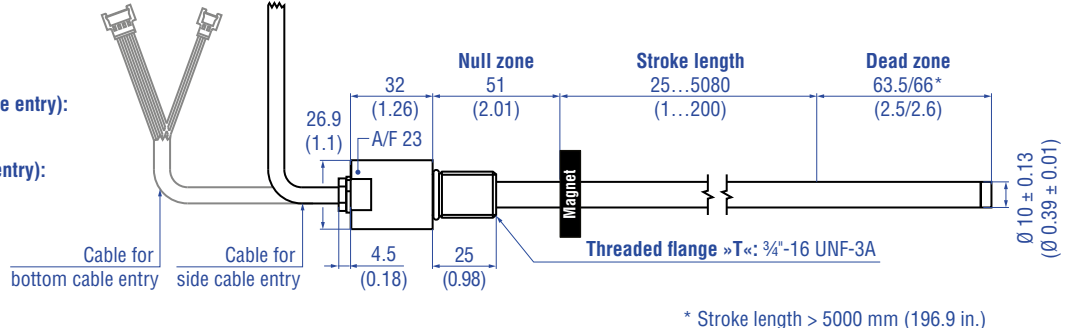 Null zone
51
(2.01)
Stroke length
25…5080
(1…200)
Dead zone
63.5/66*
(2.5/2.6)
32
(1.26)
e entry):
26.9
(1.1)
A/F 23
entry):
Magnet
Ø 10 ± 0.13
(Ø 0.39 ± 0.01)
Threaded flange »T«: ¾"-16 UNF-3A
Cable for
bottom cable entry
Cable for
side cable entry
4.5
(0.18)
25
(0.98)
* Stroke length > 5000 mm (196.9 in.)